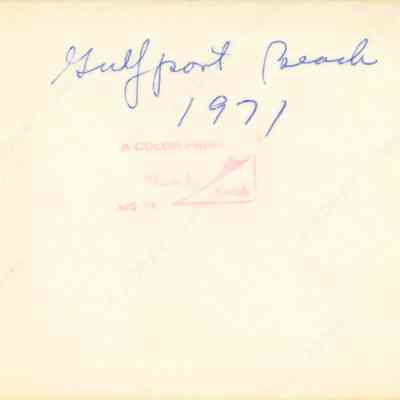 Gulfport Beach
1971
A COLOR PRINT